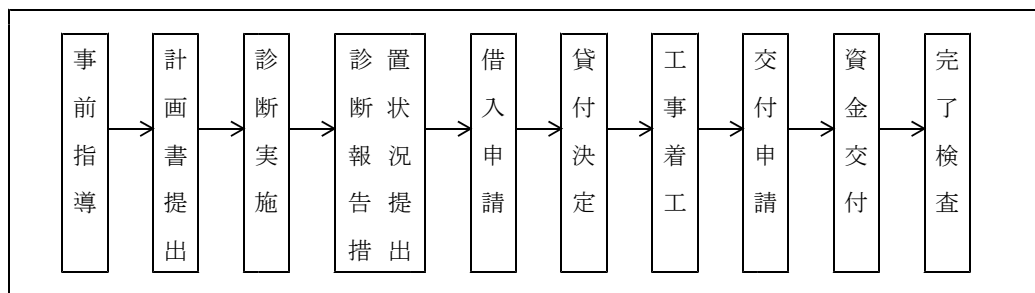 事前指導
計画書提出
診断実施
診断報告措
置状況提出
借入申請
貸付決定
工事着工
交付申請
資金交付
完了検査